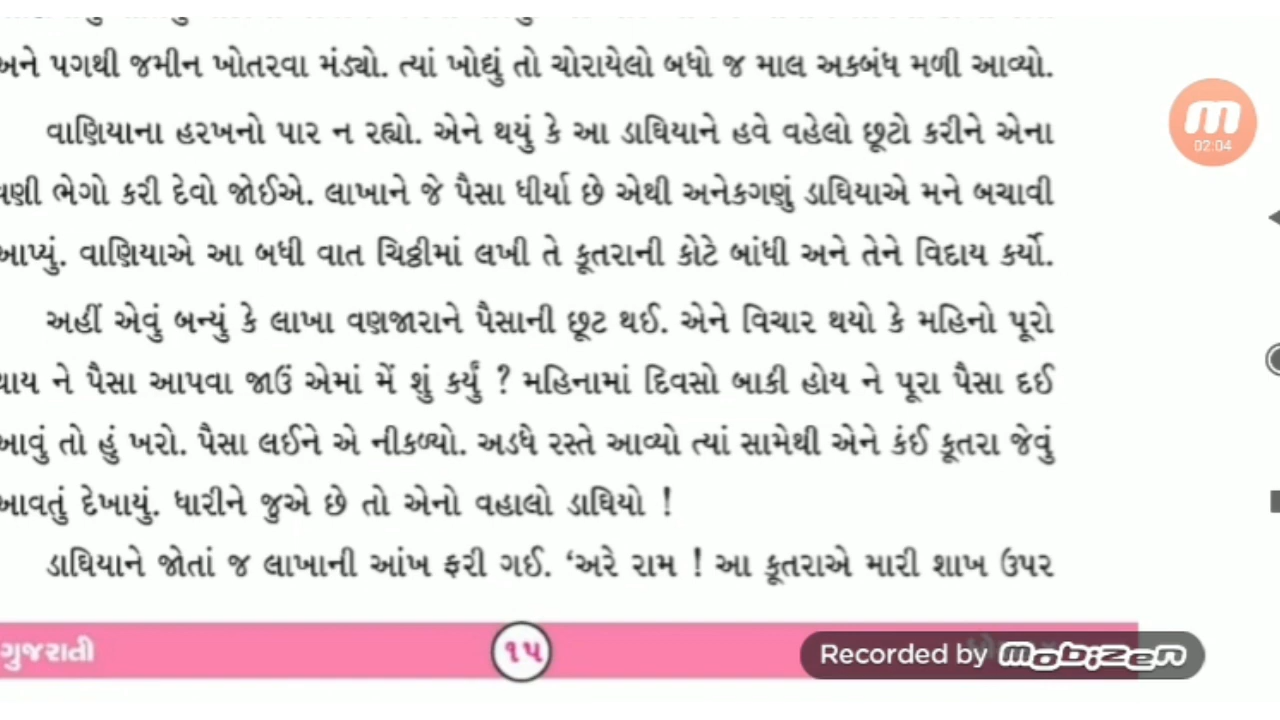 અને પગથી જમીન ખોતરવા મંડ્યો. ત્યાં ખોદ્યું તો ચોરાયેલો બધો જ માલ અકબંધ મળી આવ્યો.
વાણિયાના હરખનો પાર ન રહ્યો. એને થયું કે આ ડાઘિયાને હવે વહેલો છૂટો કરીને એના
ધણી ભેગો કરી દેવો જોઈએ. લાખાને જે પૈસા ધીર્યા છે એથી અનેકગણું ડાઘિયાએ મને બચાવી
આપ્યું. વાણિયાએ આ બધી વાત ચિઠ્ઠીમાં લખી તે કૂતરાની કોટે બાંધી અને તેને વિદાય કર્યો.
અહીં એવું બન્યું કે લાખા વણજારાને પૈસાની છૂટ થઈ. એને વિચાર થયો કે મહિનો પૂરો
થાય ને પૈસા આપવા જાઉં એમાં મેં શું કર્યું ? મહિનામાં દિવસો બાકી હોય ને પૂરા પૈસા દઈ
આવું તો હું ખરો. પૈસા લઈને એ નીકળ્યો. અડધે રસ્તે આવ્યો ત્યાં સામેથી એને કંઈ કૂતરા જેવું
આવતું દેખાયું. ધારીને જુએ છે તો એનો વહાલો ડાઘિયો !
ડાઘિયાને જોતાં જ લાખાની આંખ ફરી ગઈ. ‘અરે રામ ! આ કૂતરાએ મારી શાખ ઉપર
ગુજરાતી
૧૫
Recorded by Mobizen
02:04